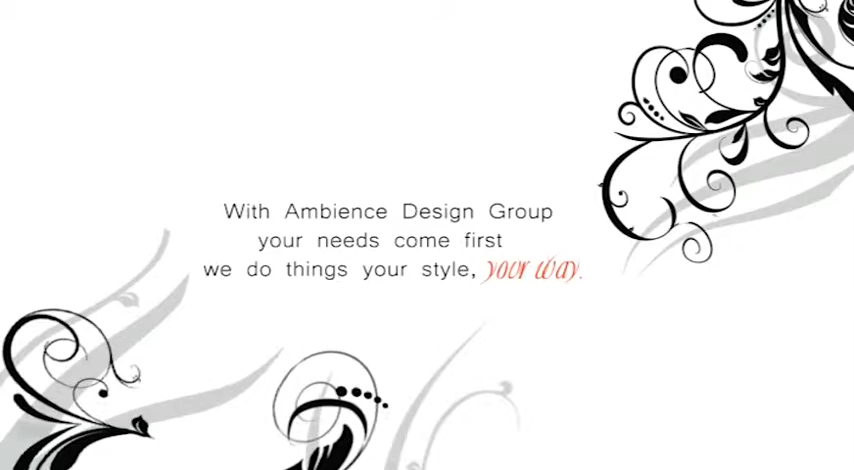 With Ambience Design Group
your needs come first
we do things your style, your way.